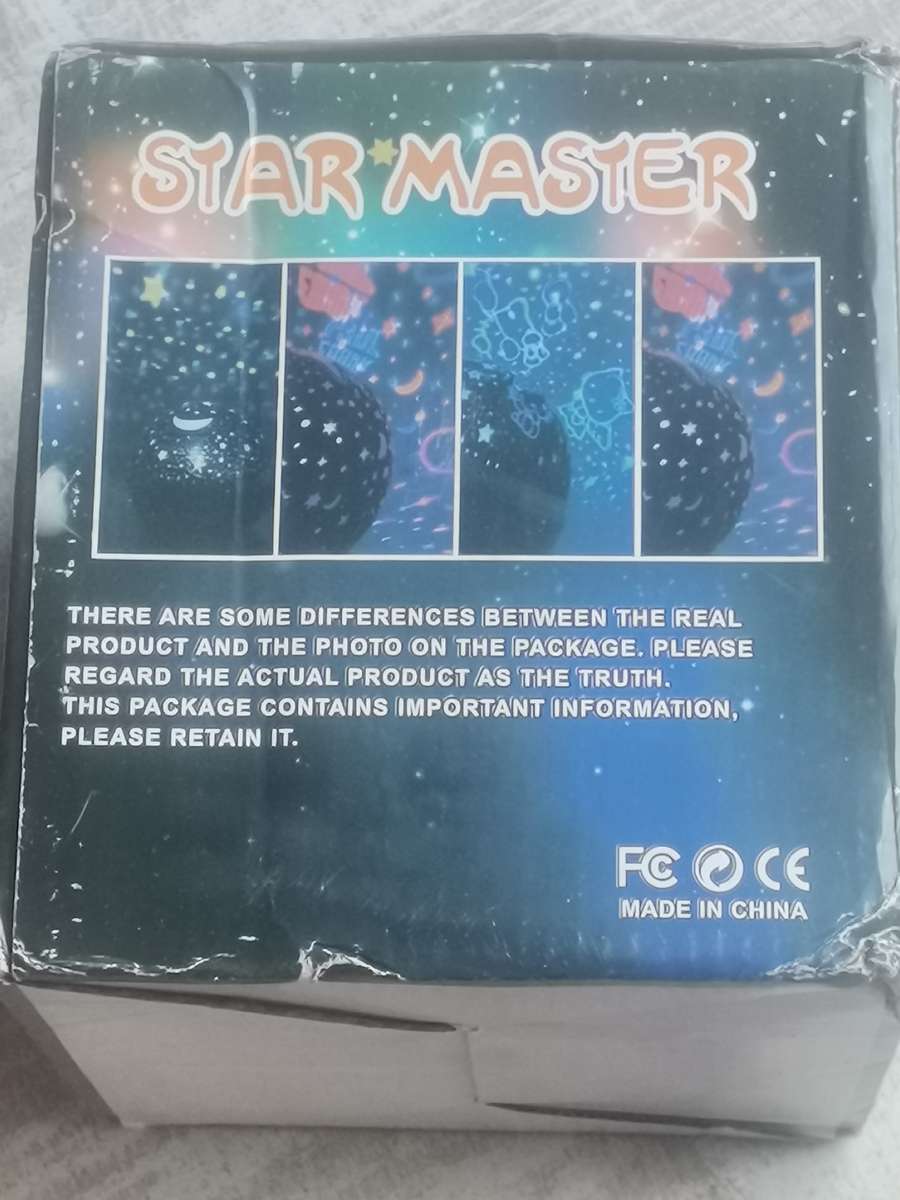 STAR MASTER
THERE ARE SOME DIFFERENCES BETWEEN THE REAL
PRODUCT AND THE PHOTO ON THE PACKAGE. PLEASE
REGARD THE ACTUAL PRODUCT AS THE TRUTH.
THIS PACKAGE CONTAINS IMPORTANT INFORMATION,
PLEASE RETAIN IT.
FC CE
MADE IN CHINA